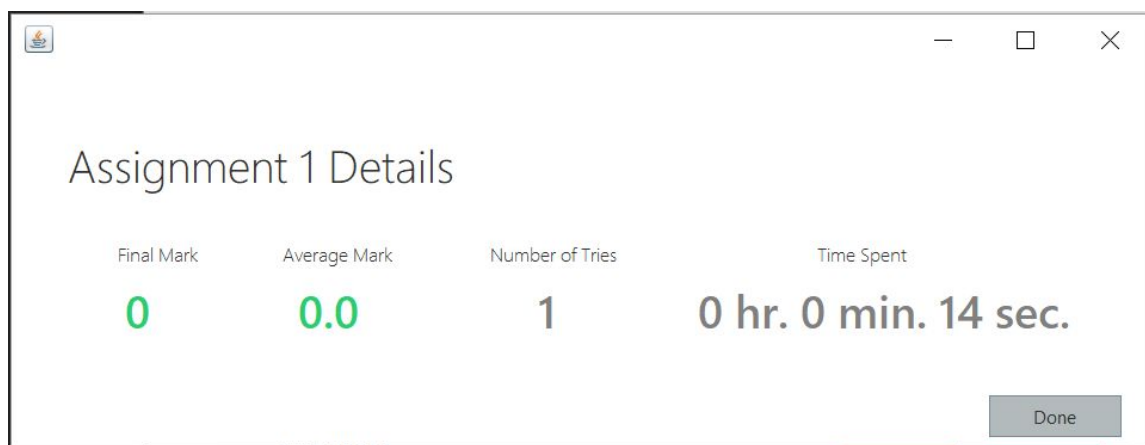 Assignment 1 Details
Final Mark Average Mark Number of Tries Time Spent
0 0.0 1 0 hr. 0 min. 14 sec.
Done